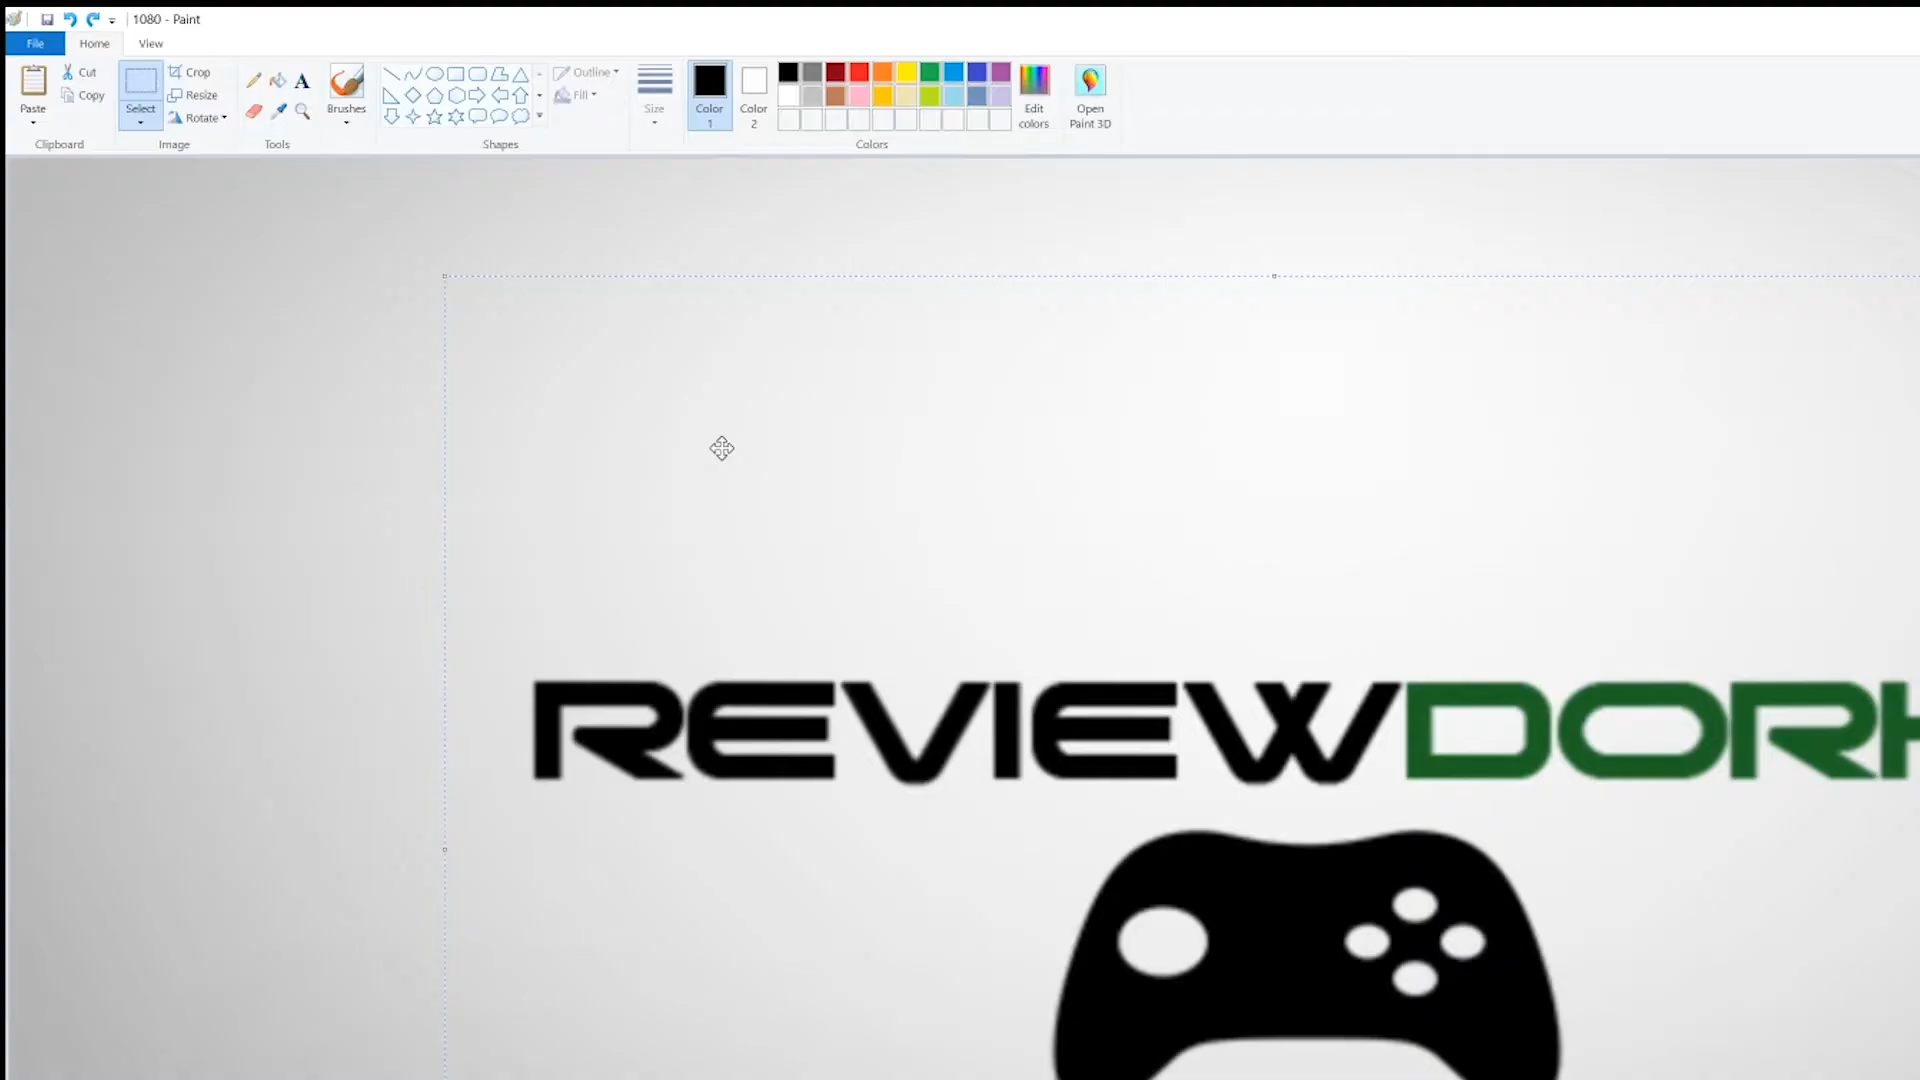 1080 - Paint
File Home View
Paste
Cut
Copy
Clipboard
Select
Crop
Resize
Rotate
Image
A
Tools
Brushes
Shapes
Outline
Fill
Size
Color 1
Color 2
Edit colors
Colors
Open Paint 3D
REVIEWDOR